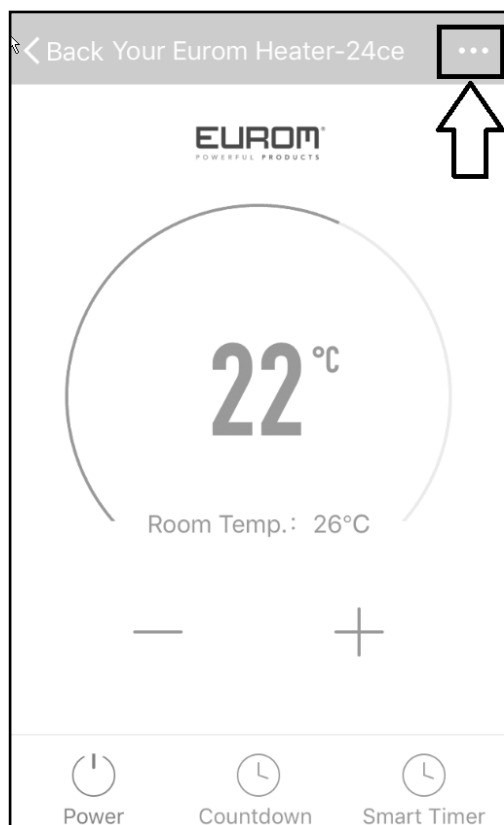 Back Your Eurom Heater-24ce ...
EUROM
POWERFUL PRODUCTS
22 °C
Room Temp.: 26°C
Power Countdown Smart Timer